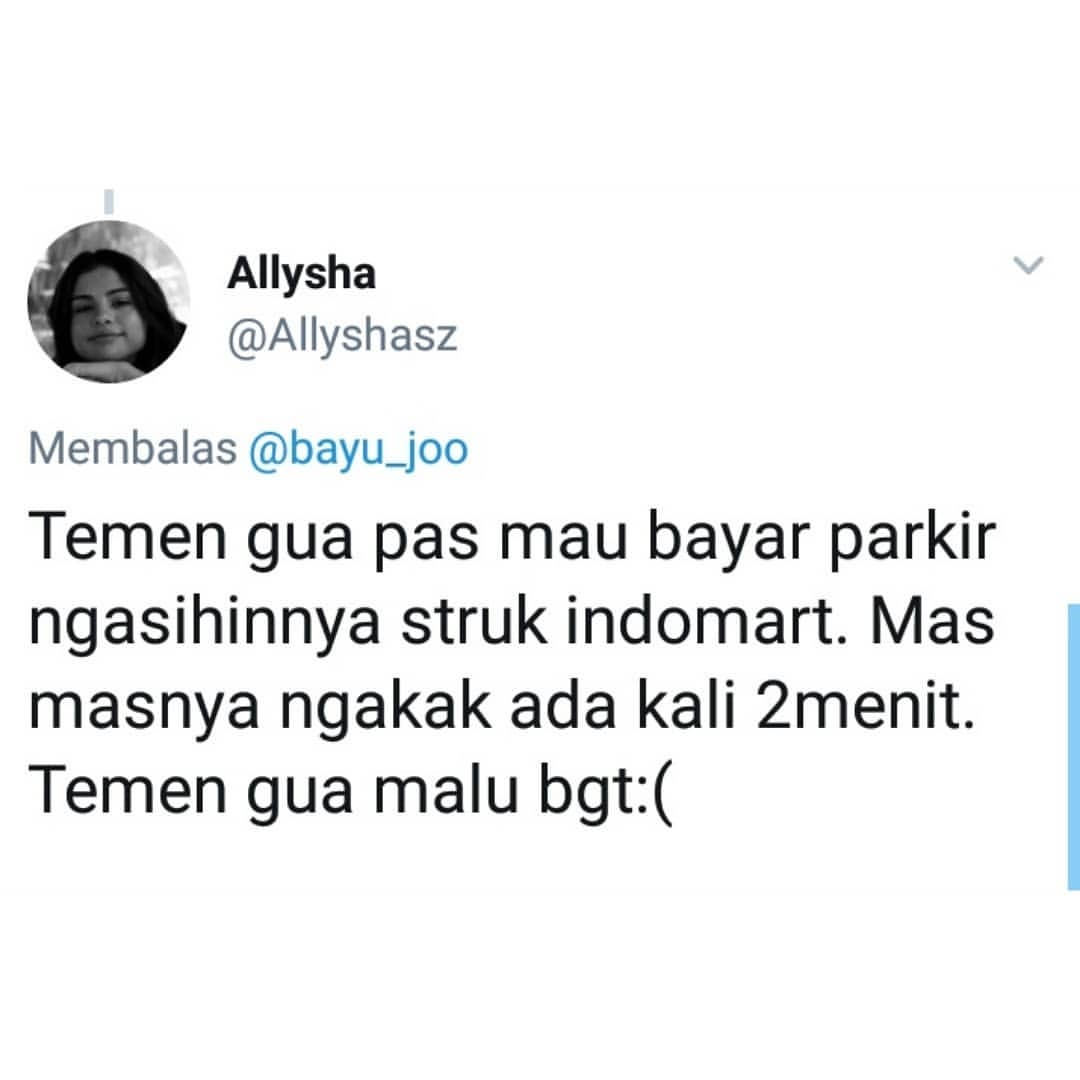 Allysha
@Allyshasz
Membalas @bayu_joo
Temen gua pas mau bayar parkir
ngasihinnya struk indomart. Mas
masnya ngakak ada kali 2menit.
Temen gua malu bgt:(